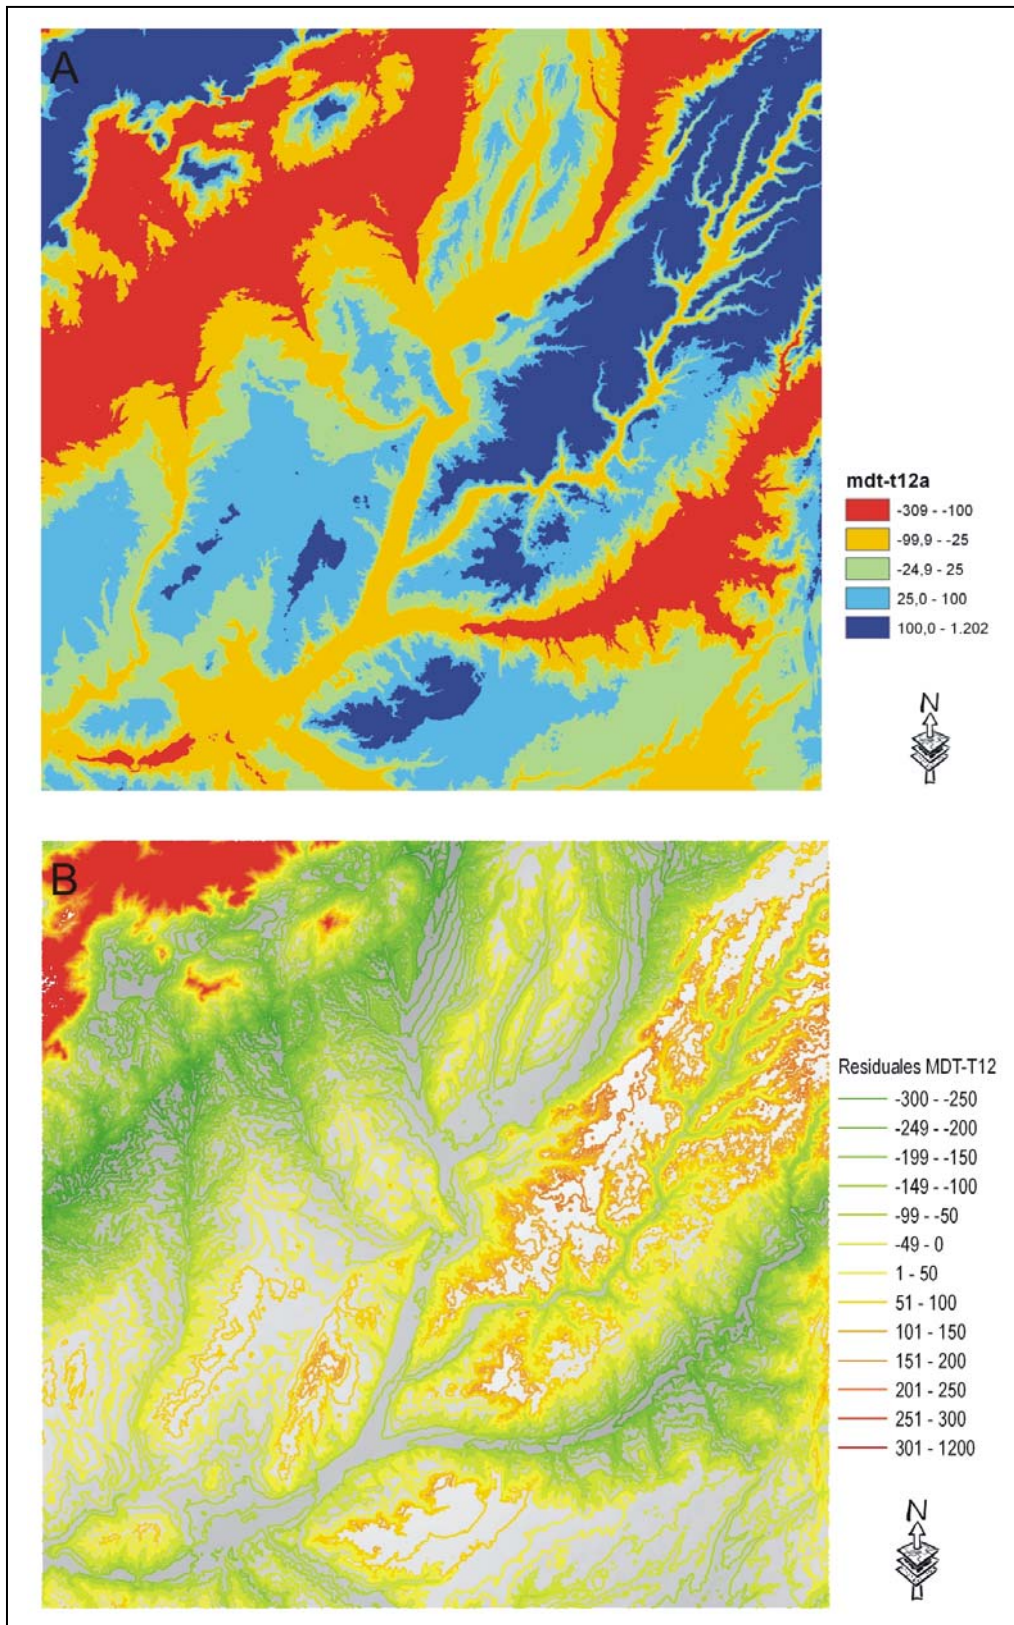 A
mdt-t12a
-309 - -100
-99,9 - -25
-24,9 - 25
25,0 - 100
100,0 - 1.202
N
B
Residuales MDT-T12
-300 - -250
-249 - -200
-199 - -150
-149 - -100
-99 - -50
-49 - 0
1 - 50
51 - 100
101 - 150
151 - 200
201 - 250
251 - 300
301 - 1200
N